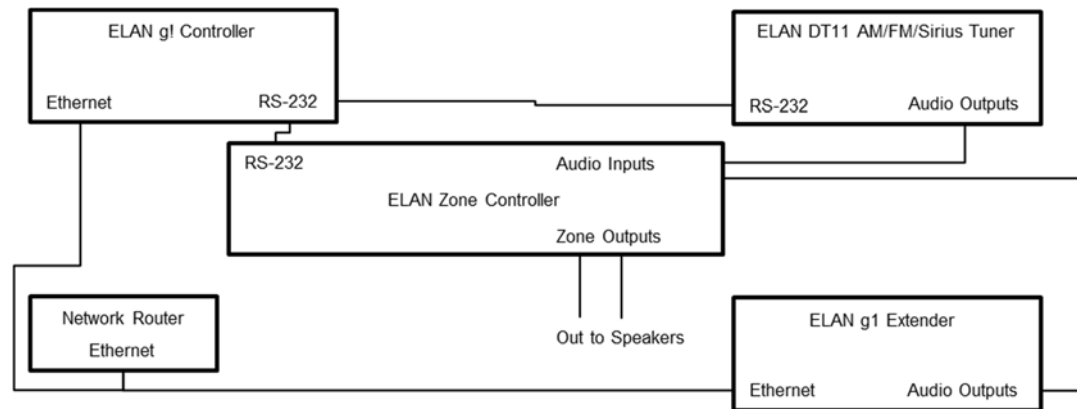 ELAN g! Controller
Ethernet RS-232
ELAN DT11 AM/FM/Sirius Tuner
RS-232 Audio Outputs
RS-232 Audio Inputs
ELAN Zone Controller
Zone Outputs
Out to Speakers
Network Router
Ethernet
ELAN g1 Extender
Ethernet Audio Outputs